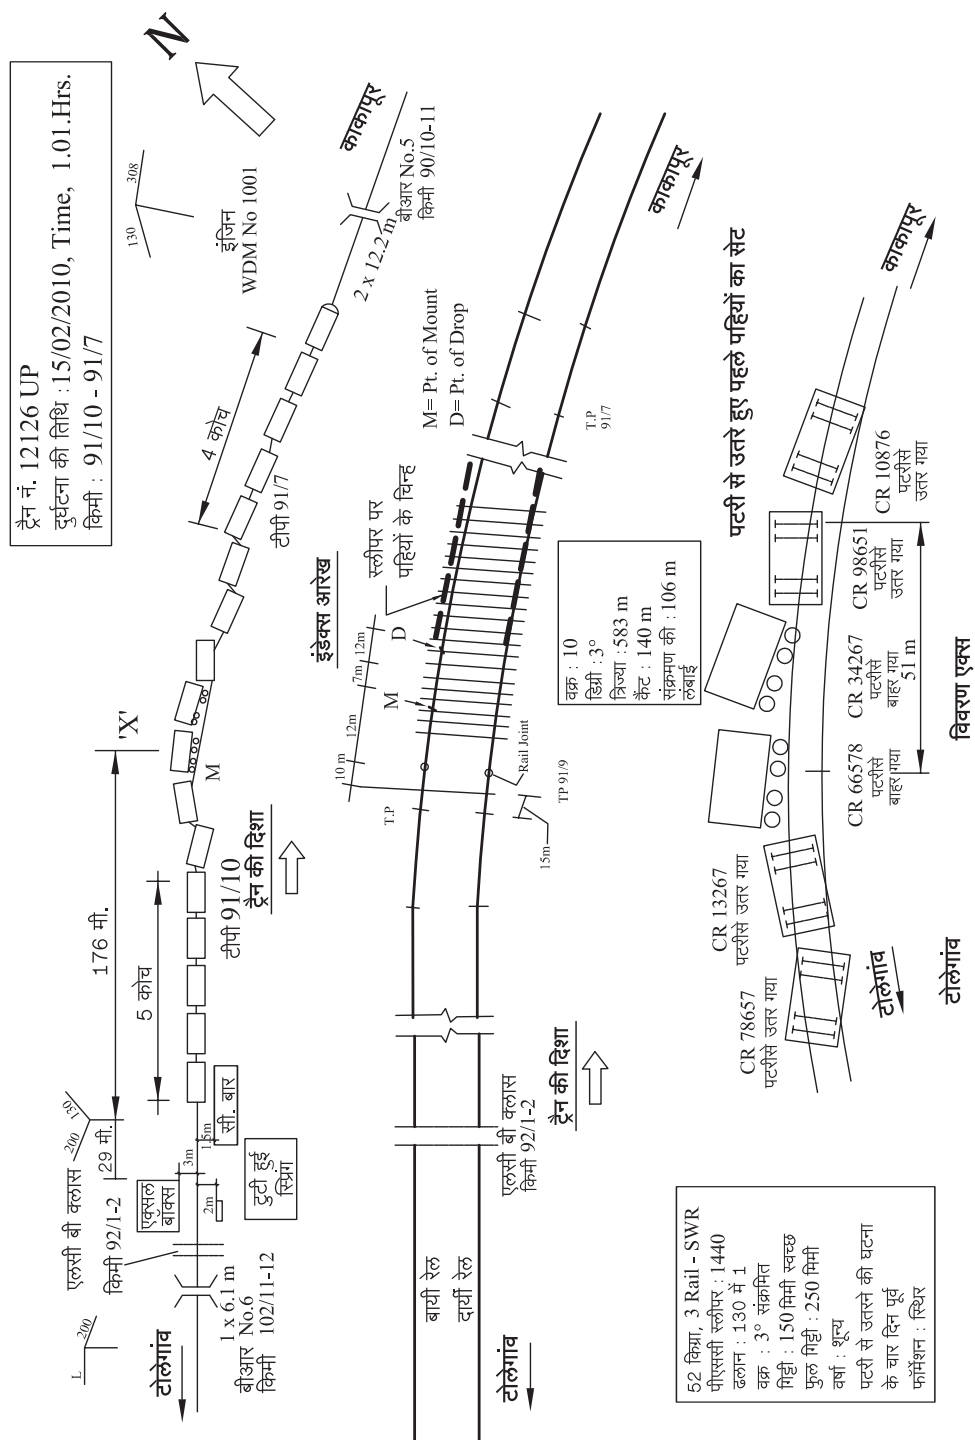 ट्रैन नं. 12126 UP
दुर्घटना की तिथि : 15/02/2010, Time, 1.01.Hrs.
किमी : 91/10 - 91/7
N
130
308
इंजिन
WDM No 1001
काकापूर
बीआर No.5
किमी 90/10-11
2 x 12.2 m
4 कोच
टीपी 91/7
'X'
M
176 मी.
5 कोच
टीपी 91/10
ट्रैन की दिशा
L
200
एलसी बी क्लास
किमी 92/1-2
200
130
29 मी.
3m
1.5m
2m
एक्सल
बॉक्स
सी. बार
टुटी हुई
स्प्रिंग
टोलेगांव
1 x 6.1 m
बीआर No.6
किमी 102/11-12
इंडेक्स आरेख
स्लीपर पर
पहियों के चिन्ह
M= Pt. of Mount
D= Pt. of Drop
10 m
12m
7m
12m
M
D
T.P
Rail Joint
TP 91/9
15m
T.P
91/7
काकापूर
बायी रेल
दार्यी रेल
एलसी बी क्लास
किमी 92/1-2
ट्रैन की दिशा
टोलेगांव
वक्र : 10
डिग्री : 3°
त्रिज्या : 583 m
कैंट : 140 m
संक्रमण की : 106 m
लंबाई
पटरी से उतरे हुए पहले पहियों का सेट
काकापूर
CR 78657
पटरीसे उतर गया
CR 13267
पटरीसे उतर गया
CR 66578
पटरीसे
बाहर गया
CR 34267
पटरीसे
बाहर गया
CR 98651
पटरीसे
उतर गया
CR 10876
पटरीसे
उतर गया
51 m
टोलेगांव
टोलेगांव
विवरण एक्स
52 किग्रा, 3 Rail - SWR
पीएससी स्लीपर : 1440
ढलान : 130 में 1
वक्र : 3° संक्रमित
गिट्टी : 150 मिमी स्वच्छ
फुल गिट्टी : 250 मिमी
वर्षा : शून्य
पटरी से उतरने की घटना
के चार दिन पूर्व
फॉर्मेशन : स्थिर